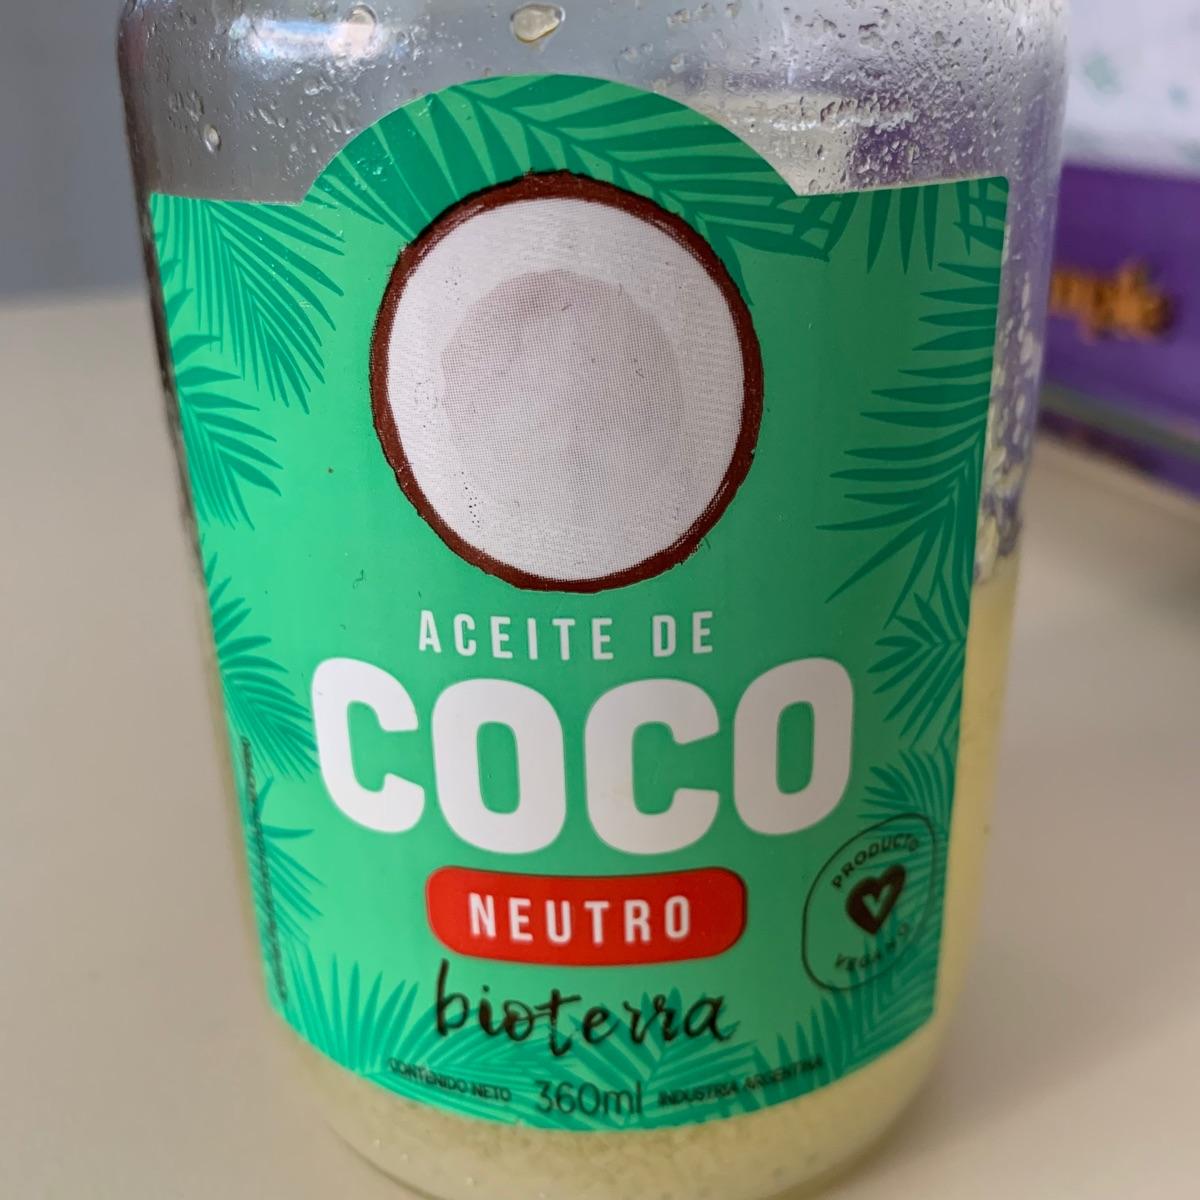 ACEITE DE
COCO
NEUTRO
PRODUCTO
VEGANO
bioterra
CONTENIDO NETO 360ml INDUSTRIA ARGENTINA